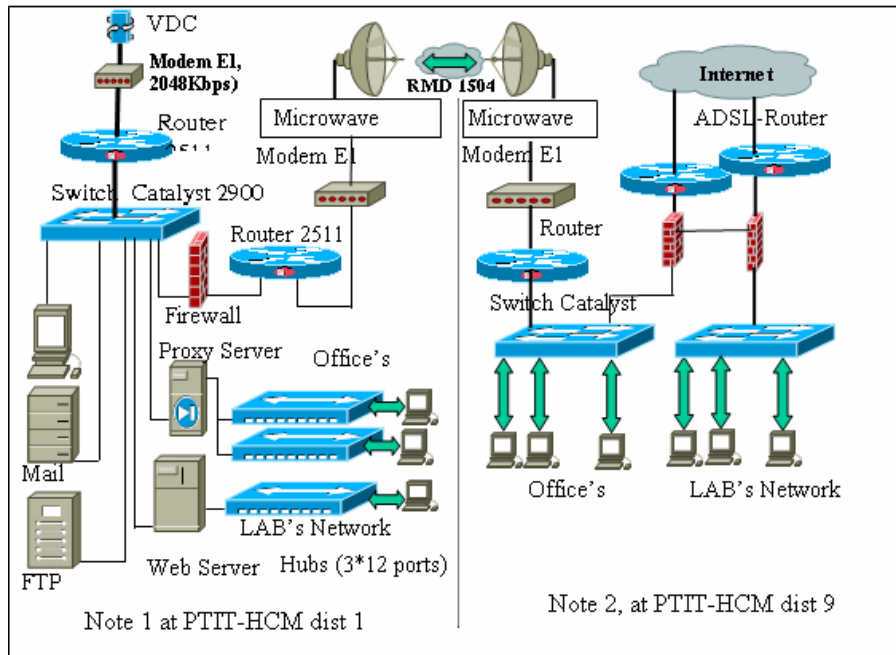 VDC
Modem E1,
2048Kbps)
Router
2511
Switch Catalyst 2900
Microwave
Modem E1
Router 2511
Firewall
Proxy Server
Office's
Mail
FTP
Web Server
LAB's Network
Hubs (3*12 ports)
Note 1 at PTIT-HCM dist 1
RMD 1504
Microwave
Modem E1
Router
Switch Catalyst
Internet
ADSL-Router
Office's
LAB's Network
Note 2, at PTIT-HCM dist 9